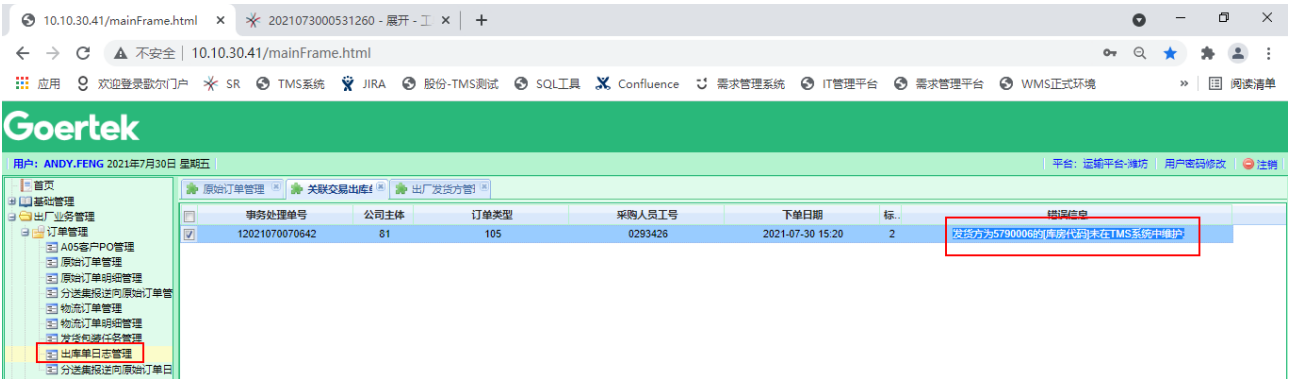 10.10.30.41/mainFrame.html
2021073000531260 - 展开 - 工
不安全 | 10.10.30.41/mainFrame.html
应用 欢迎登录歌尔门户 SR TMS系统 JIRA 股份-TMS测试 SQL工具 Confluence 需求管理系统 IT管理平台 需求管理平台 WMS正式环境 » 阅读清单
Goertek
用户: ANDY.FENG 2021年7月30日 星期五 平台: 运输平台-潍坊 用户密码修改 注销
首页
基础管理
出厂业务管理
订单管理
A05客户PO管理
原始订单管理
原始订单明细管理
分送集报逆向原始订单管
物流订单管理
物流订单明细管理
发货包装任务管理
出库单日志管理
分送集报逆向原始订单日
原始订单管理 关联交易出库 出厂发货方管
事务处理单号 公司主体 订单类型 采购人员工号 下单日期 标.. 错误信息
12021070070642 81 105 0293426 2021-07-30 15:20 2 发货方为5790006的[库房代码]未在TMS系统中维护